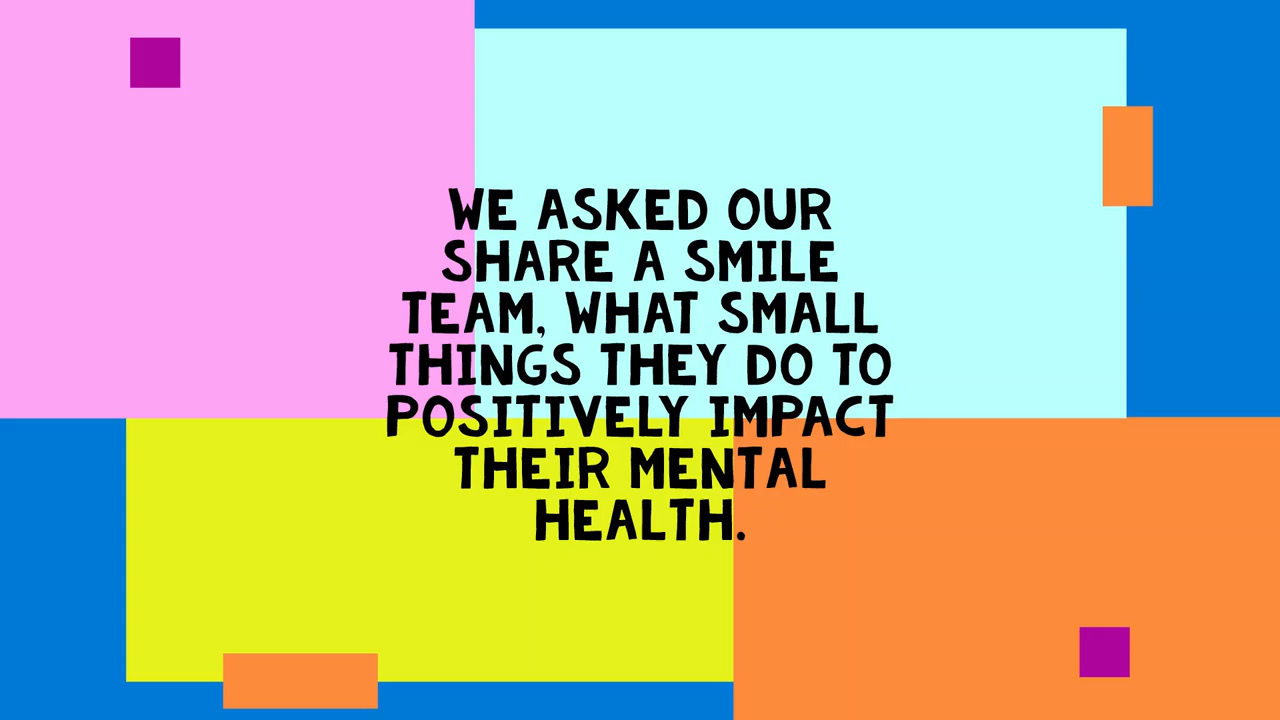 WE ASKED OUR
SHARE A SMILE
TEAM, WHAT SMALL
THINGS THEY DO TO
POSITIVELY IMPACT
THEIR MENTAL
HEALTH.